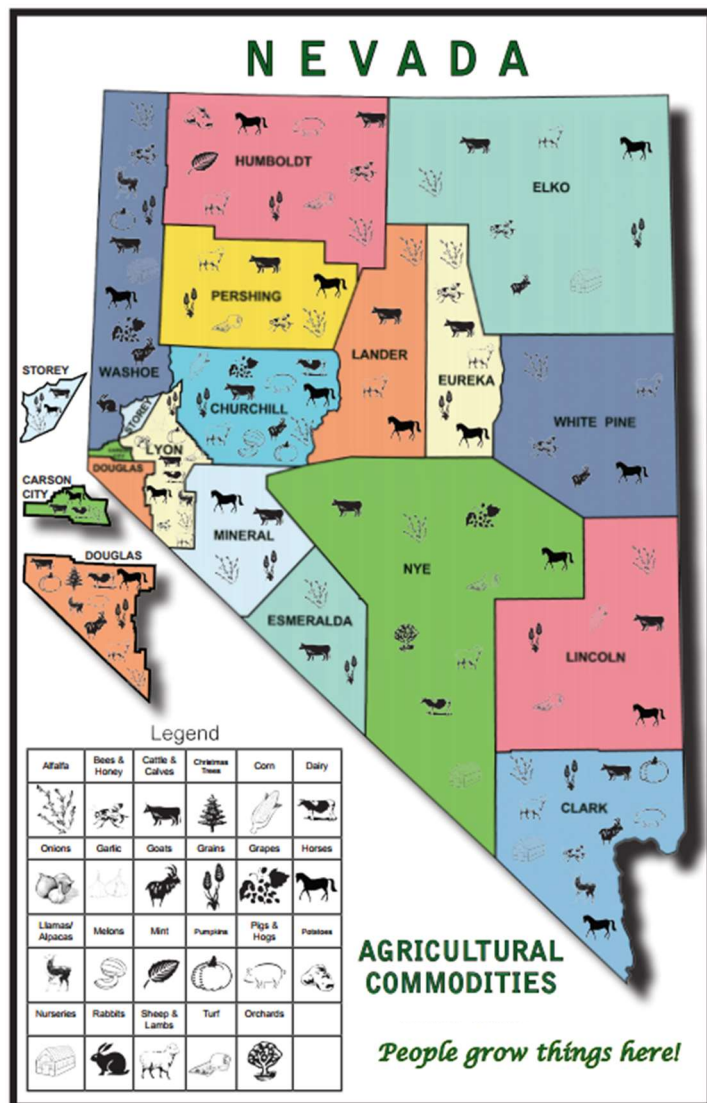 NEVADA
HUMBOLDT
ELKO
PERSHING
LANDER
EUREKA
WASHOE
STOREY
STOREY
CHURCHILL
WHITE PINE
LYON
CARSON
CITY
DOUGLAS
DOUGLAS
MINERAL
NYE
ESMERALDA
LINCOLN
CLARK
Legend
Alfalfa
Bees &
Honey
Cattle &
Calves
Christmas
Trees
Corn
Dairy
Onions
Garlic
Goats
Grains
Grapes
Horses
Llamas/
Alpacas
Melons
Mint
Pumpkins
Pigs &
Hogs
Potatoes
Nurseries
Rabbits
Sheep &
Lambs
Turf
Orchards
AGRICULTURAL
COMMODITIES
People grow things here!